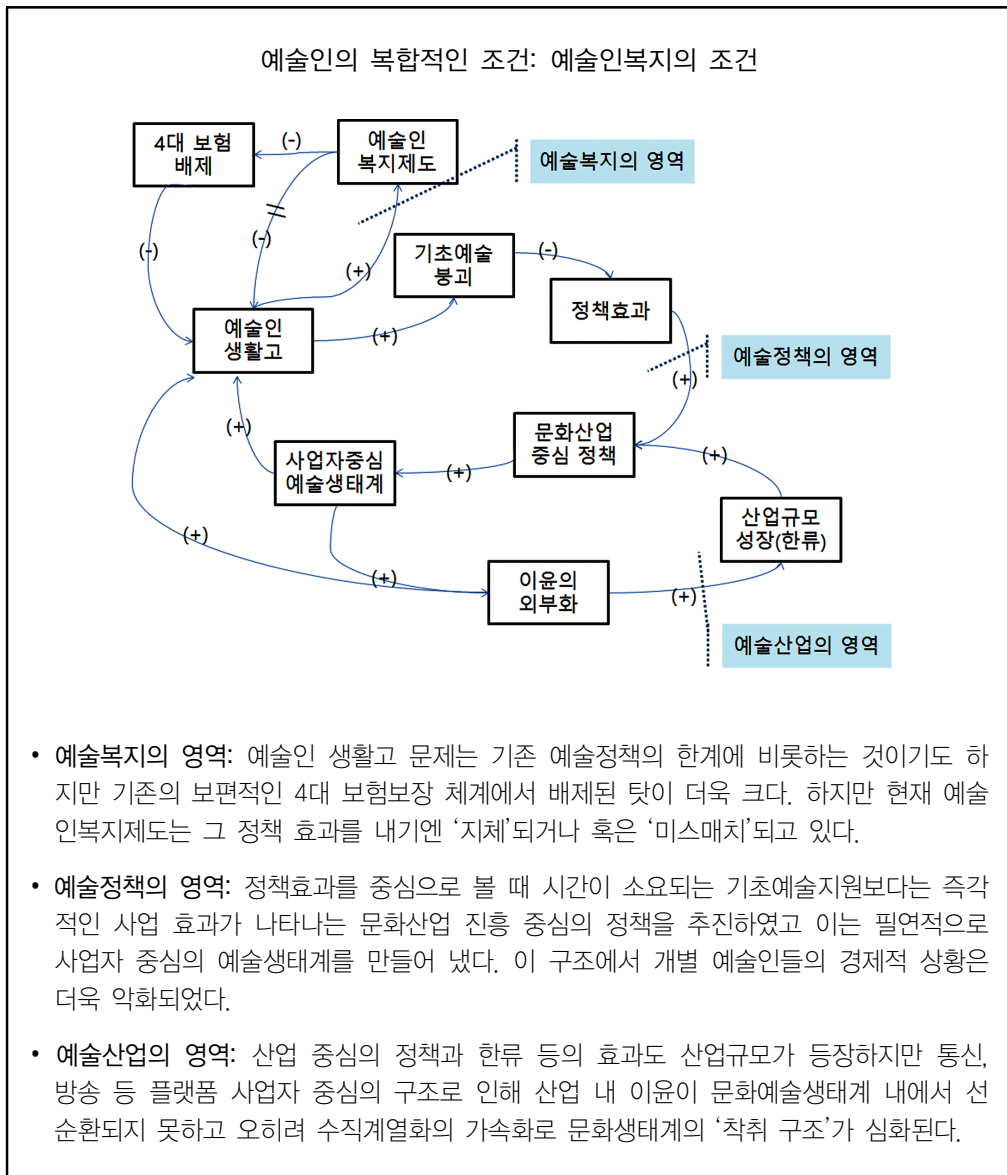 예술인의 복합적인 조건: 예술인복지의 조건
4대 보험
배제
(-)
예술인
복지제도
예술복지의 영역
(-)
(-)
(+)
기초예술
붕괴
(-)
정책효과
예술인
생활고
(+)
예술정책의 영역
(+)
(+)
사업자중심
예술생태계
(+)
문화산업
중심 정책
(+)
산업규모
성장(한류)
(+)
(+)
이윤의
외부화
(+)
예술산업의 영역
• 예술복지의 영역: 예술인 생활고 문제는 기존 예술정책의 한계에 비롯하는 것이기도 하
지만 기존의 보편적인 4대 보험보장 체계에서 배제된 탓이 더욱 크다. 하지만 현재 예술
인복지제도는 그 정책 효과를 내기엔 ‘지체’되거나 혹은 ‘미스매치’되고 있다.
• 예술정책의 영역: 정책효과를 중심으로 볼 때 시간이 소요되는 기초예술지원보다는 즉각
적인 사업 효과가 나타나는 문화산업 진흥 중심의 정책을 추진하였고 이는 필연적으로
사업자 중심의 예술생태계를 만들어 냈다. 이 구조에서 개별 예술인들의 경제적 상황은
더욱 악화되었다.
• 예술산업의 영역: 산업 중심의 정책과 한류 등의 효과도 산업규모가 등장하지만 통신,
방송 등 플랫폼 사업자 중심의 구조로 인해 산업 내 이윤이 문화예술생태계 내에서 선
순환되지 못하고 오히려 수직계열화의 가속화로 문화생태계의 ‘착취 구조’가 심화된다.